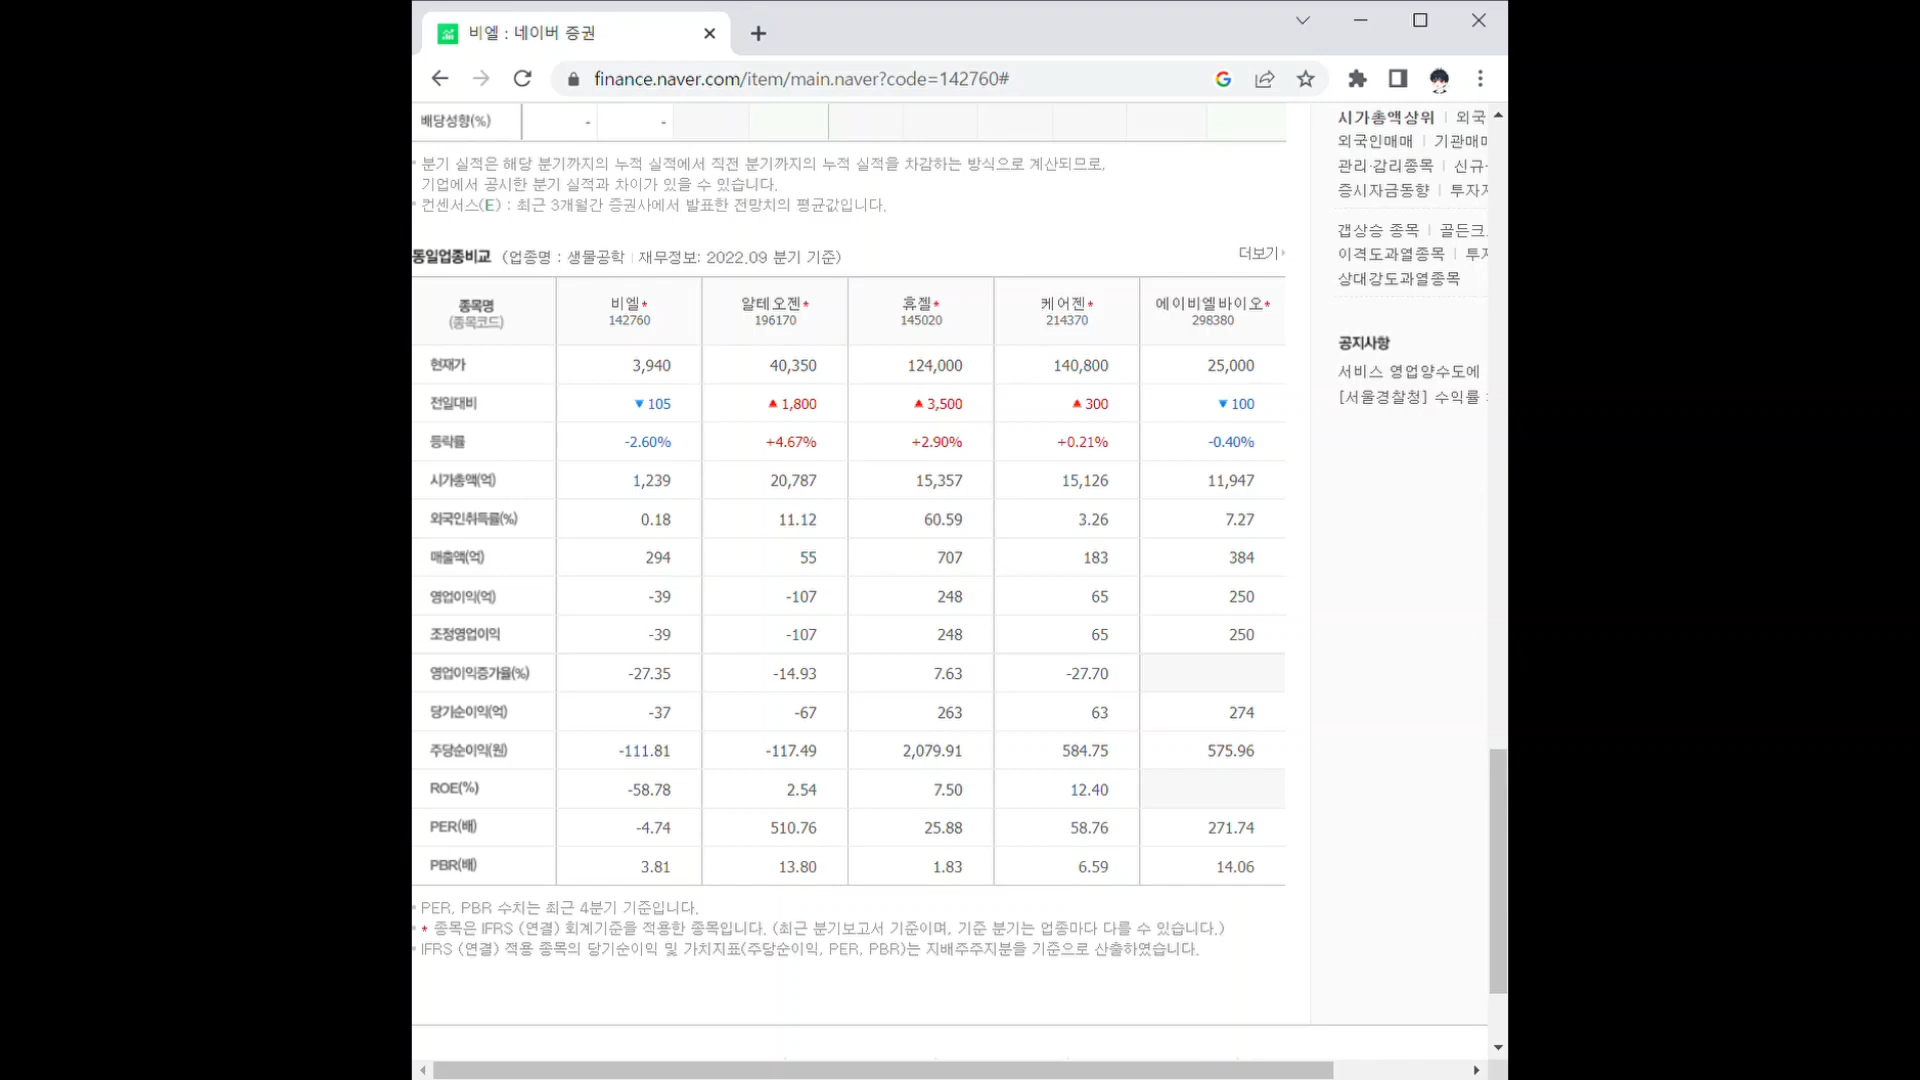 비엘 : 네이버 증권
finance.naver.com/item/main.naver?code=142760#
배당성향(%) - -
분기 실적은 해당 분기까지의 누적 실적에서 직전 분기까지의 누적 실적을 차감하는 방식으로 계산되므로,
기업에서 공시한 분기 실적과 차이가 있을 수 있습니다.
컨센서스(E) : 최근 3개월간 증권사에서 발표한 전망치의 평균값입니다.
동일업종비교 (업종명 : 생물공학 | 재무정보: 2022.09 분기 기준) 더보기
종목명 비엘* 알테오젠* 휴젤* 케어젠* 에이비엘바이오*
(종목코드) 142760 196170 145020 214370 298380
현재가 3,940 40,350 124,000 140,800 25,000
전일대비 ▼105 ▲1,800 ▲3,500 ▲300 ▼100
등락률 -2.60% +4.67% +2.90% +0.21% -0.40%
시가총액(억) 1,239 20,787 15,357 15,126 11,947
외국인취득률(%) 0.18 11.12 60.59 3.26 7.27
매출액(억) 294 55 707 183 384
영업이익(억) -39 -107 248 65 250
조정영업이익 -39 -107 248 65 250
영업이익증가율(%) -27.35 -14.93 7.63 -27.70
당기순이익(억) -37 -67 263 63 274
주당순이익(원) -111.81 -117.49 2,079.91 584.75 575.96
ROE(%) -58.78 2.54 7.50 12.40
PER(배) -4.74 510.76 25.88 58.76 271.74
PBR(배) 3.81 13.80 1.83 6.59 14.06
PER, PBR 수치는 최근 4분기 기준입니다.
* 종목은 IFRS (연결) 회계기준을 적용한 종목입니다. (최근 분기보고서 기준이며, 기준 분기는 업종마다 다를 수 있습니다.)
IFRS (연결) 적용 종목의 당기순이익 및 가치지표(주당순이익, PER, PBR)는 지배주주지분을 기준으로 산출하였습니다.
시가총액상위 | 외국
외국인매매 | 기관매매
관리·감리종목 | 신규
증시자금동향 | 투자자
갭상승 종목 | 골든크
이격도과열종목 | 투
상대강도과열종목
공지사항
서비스 영업양수도에
[서울경찰청] 수익률